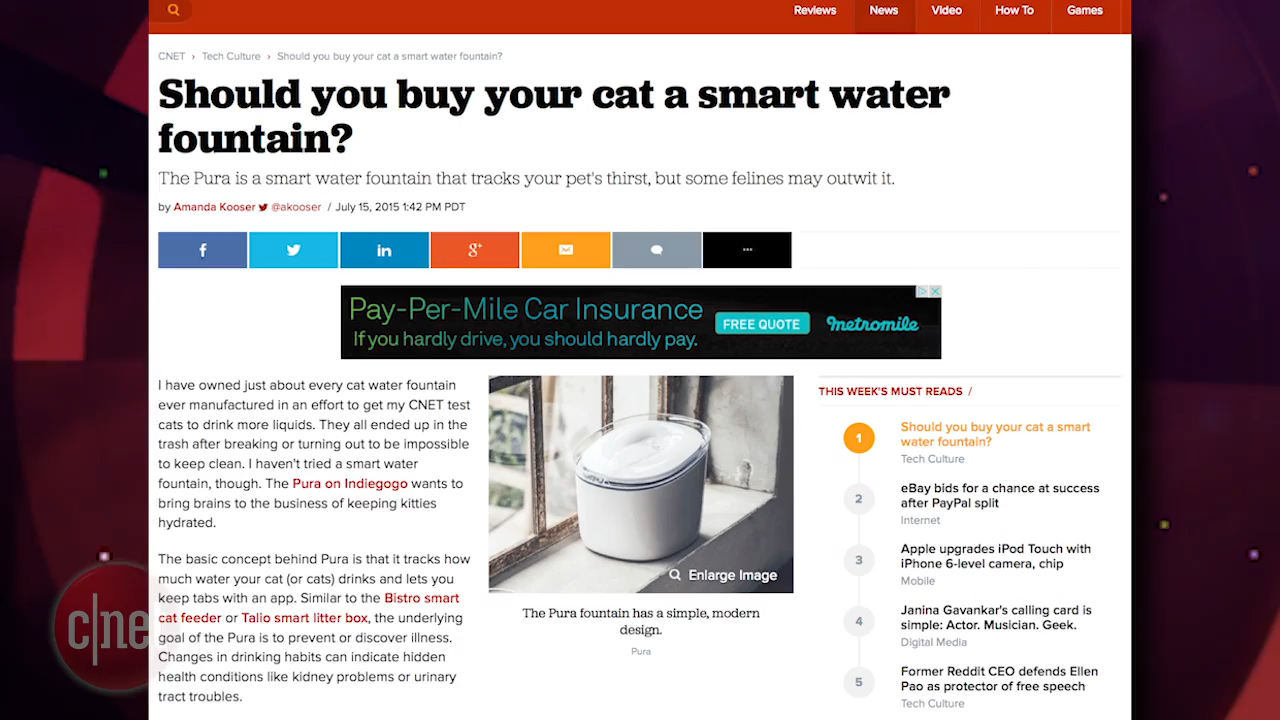 Reviews
News
Video
How To
Games
CNET › Tech Culture › Should you buy your cat a smart water fountain?
Should you buy your cat a smart water
fountain?
The Pura is a smart water fountain that tracks your pet's thirst, but some felines may outwit it.
by Amanda Kooser @akooser / July 15, 2015 1:42 PM PDT
f
in
g+
...
Pay-Per-Mile Car Insurance
If you hardly drive, you should hardly pay.
FREE QUOTE
metromile
I have owned just about every cat water fountain
ever manufactured in an effort to get my CNET test
cats to drink more liquids. They all ended up in the
trash after breaking or turning out to be impossible
to keep clean. I haven't tried a smart water
fountain, though. The Pura on Indiegogo wants to
bring brains to the business of keeping kitties
hydrated.
The basic concept behind Pura is that it tracks how
much water your cat (or cats) drinks and lets you
keep tabs with an app. Similar to the Bistro smart
cat feeder or Talio smart litter box, the underlying
goal of the Pura is to prevent or discover illness.
Changes in drinking habits can indicate hidden
health conditions like kidney problems or urinary
tract troubles.
Enlarge Image
The Pura fountain has a simple, modern
design.
Pura
THIS WEEK'S MUST READS /
1
Should you buy your cat a smart
water fountain?
Tech Culture
2
eBay bids for a chance at success
after PayPal split
Internet
3
Apple upgrades iPod Touch with
iPhone 6-level camera, chip
Mobile
4
Janina Gavankar's calling card is
simple: Actor. Musician. Geek.
Digital Media
5
Former Reddit CEO defends Ellen
Pao as protector of free speech
Tech Culture
c|net